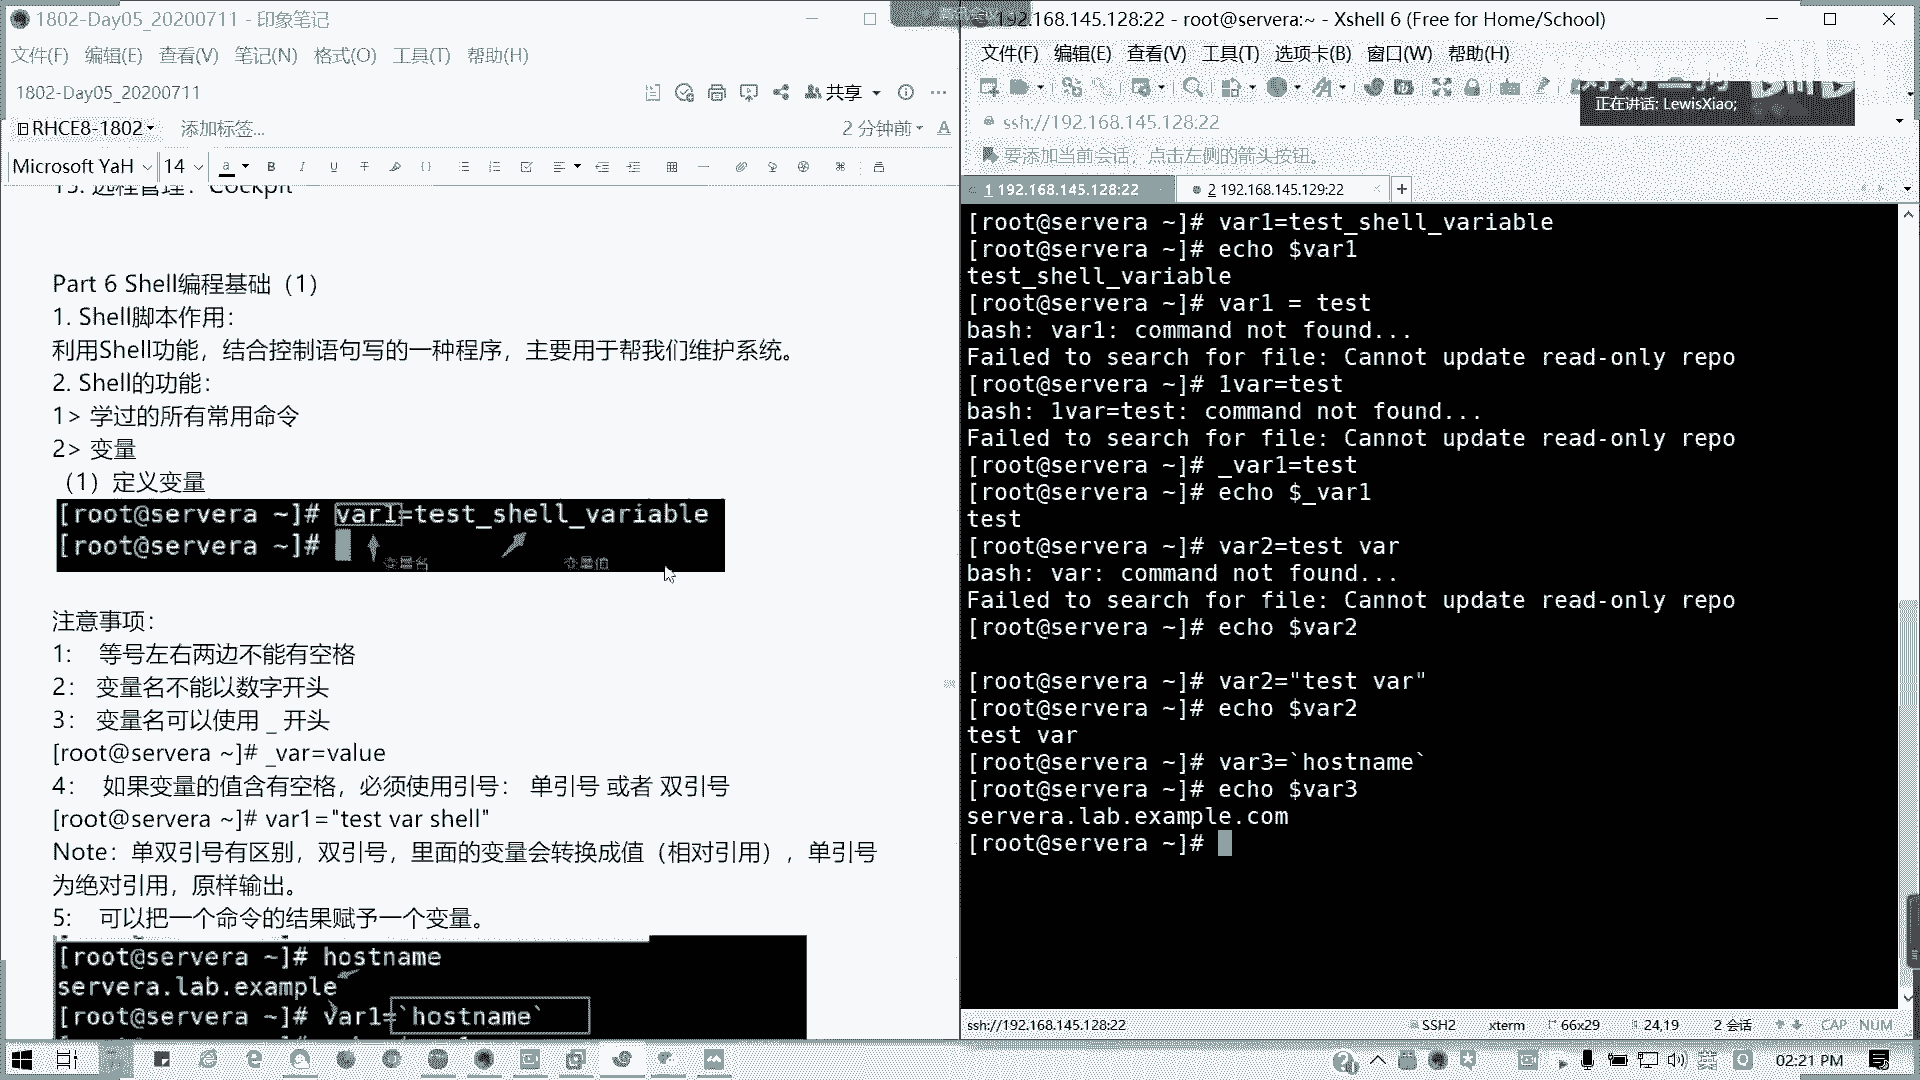 1802-Day05_20200711 - 印象笔记
文件(F) 编辑(E) 查看(V) 笔记(N) 格式(O) 工具(T) 帮助(H)
1802-Day05_20200711
共享
RHCE8-1802 添加标签...
2 分钟前
Microsoft YaH 14
13. 远程管理：Cockpit
Part 6 Shell编程基础（1）
1. Shell脚本作用：
利用Shell功能，结合控制语句写的一种程序，主要用于帮我们维护系统。
2. Shell的功能：
1> 学过的所有常用命令
2> 变量
（1）定义变量
[root@servera ~]# var1=test_shell_variable
[root@servera ~]#
变量名 变量值
注意事项：
1： 等号左右两边不能有空格
2： 变量名不能以数字开头
3： 变量名可以使用 _ 开头
[root@servera ~]# _var=value
4： 如果变量的值含有空格，必须使用引号： 单引号 或者 双引号
[root@servera ~]# var1="test var shell"
Note：单双引号有区别，双引号，里面的变量会转换成值（相对引用），单引号
为绝对引用，原样输出。
5： 可以把一个命令的结果赋予一个变量。
[root@servera ~]# hostname
servera.lab.example
[root@servera ~]# var1=`hostname`
192.168.145.128:22 - root@servera:~ - Xshell 6 (Free for Home/School)
文件(F) 编辑(E) 查看(V) 工具(T) 选项卡(B) 窗口(W) 帮助(H)
正在讲话: LewisXiao;
ssh://192.168.145.128:22
要添加当前会话，点击左侧的箭头按钮。
1 192.168.145.128:22 2 192.168.145.129:22
[root@servera ~]# var1=test_shell_variable
[root@servera ~]# echo $var1
test_shell_variable
[root@servera ~]# var1 = test
bash: var1: command not found...
Failed to search for file: Cannot update read-only repo
[root@servera ~]# 1var=test
bash: 1var=test: command not found...
Failed to search for file: Cannot update read-only repo
[root@servera ~]# _var1=test
[root@servera ~]# echo $_var1
test
[root@servera ~]# var2=test var
bash: var: command not found...
Failed to search for file: Cannot update read-only repo
[root@servera ~]# echo $var2
[root@servera ~]# var2="test var"
[root@servera ~]# echo $var2
test var
[root@servera ~]# var3=`hostname`
[root@servera ~]# echo $var3
servera.lab.example.com
[root@servera ~]#
ssh://192.168.145.128:22 SSH2 xterm 66x29 24,19 2 会话 CAP NUM
02:21 PM